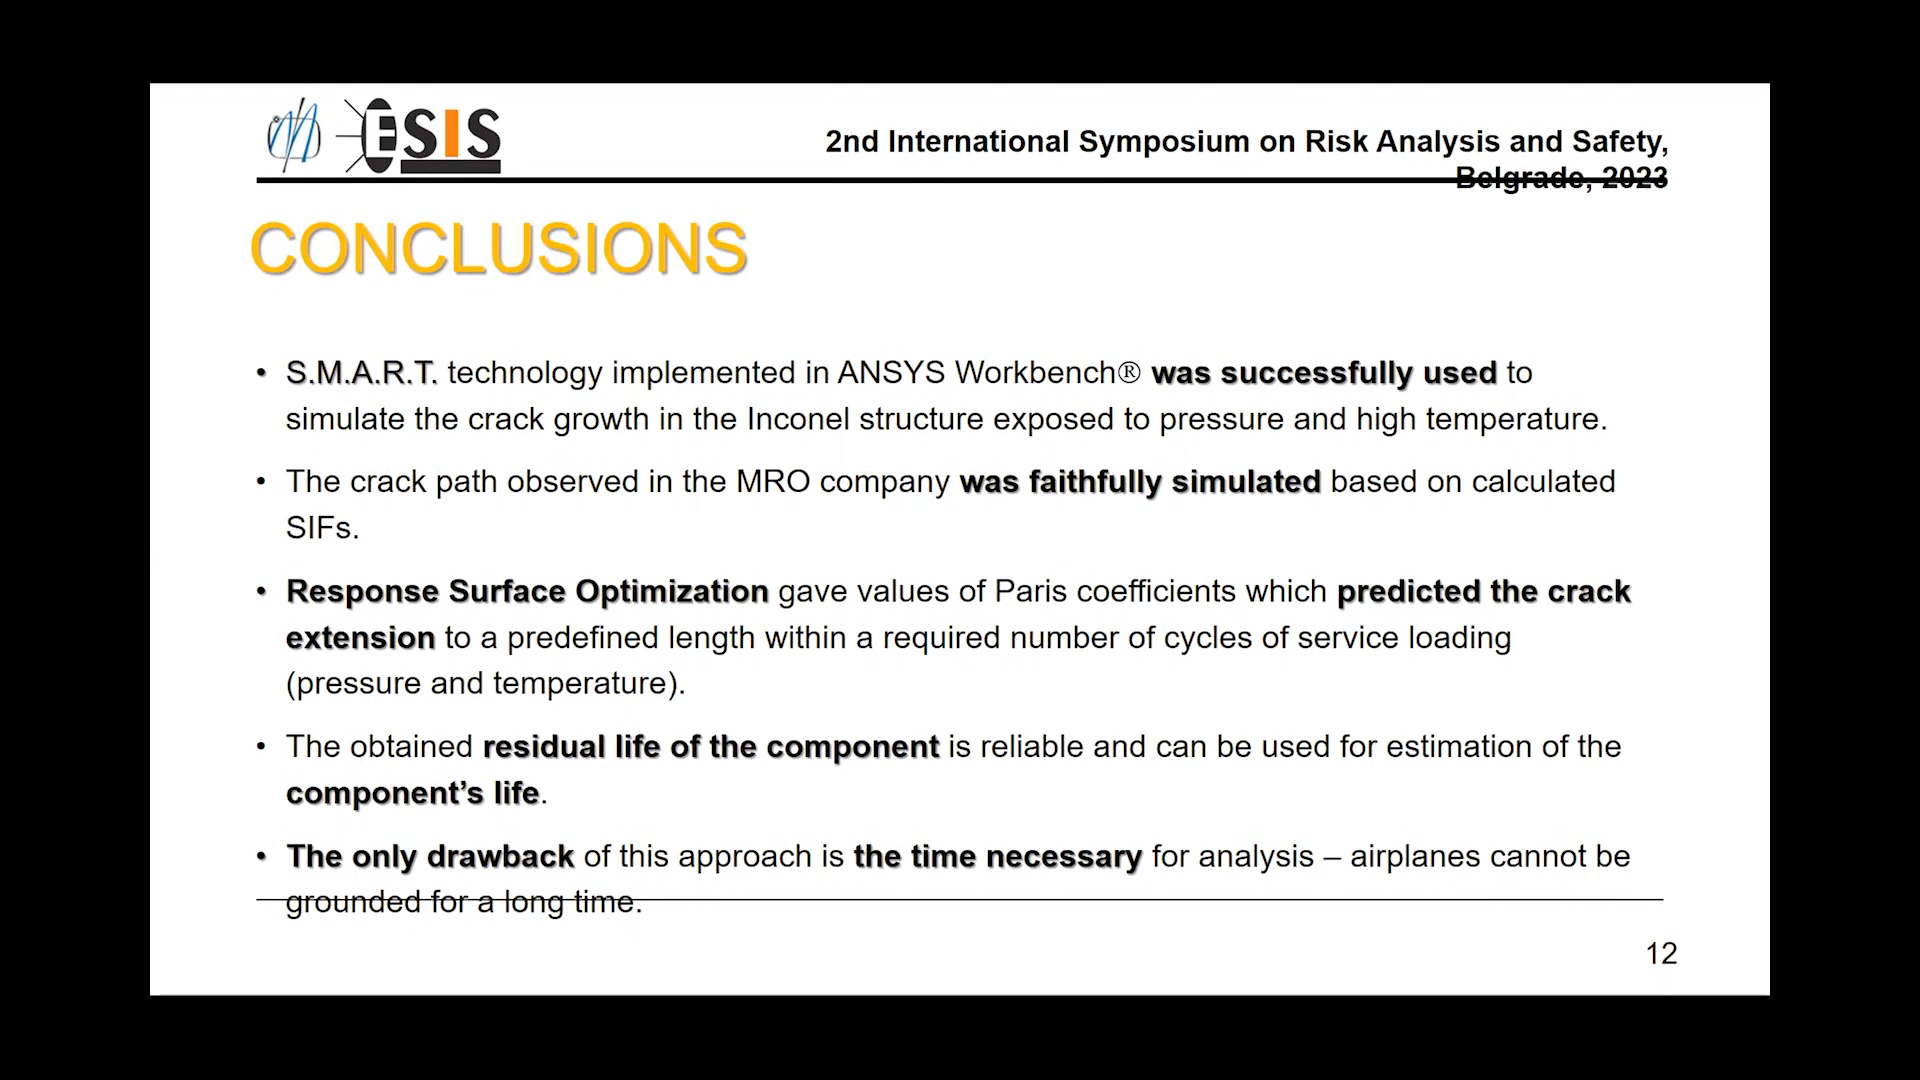 ESIS
2nd International Symposium on Risk Analysis and Safety,
Belgrade, 2023
CONCLUSIONS
• S.M.A.R.T. technology implemented in ANSYS Workbench® was successfully used to
simulate the crack growth in the Inconel structure exposed to pressure and high temperature.
• The crack path observed in the MRO company was faithfully simulated based on calculated
SIFs.
• Response Surface Optimization gave values of Paris coefficients which predicted the crack
extension to a predefined length within a required number of cycles of service loading
(pressure and temperature).
• The obtained residual life of the component is reliable and can be used for estimation of the
component’s life.
• The only drawback of this approach is the time necessary for analysis – airplanes cannot be
grounded for a long time.
12